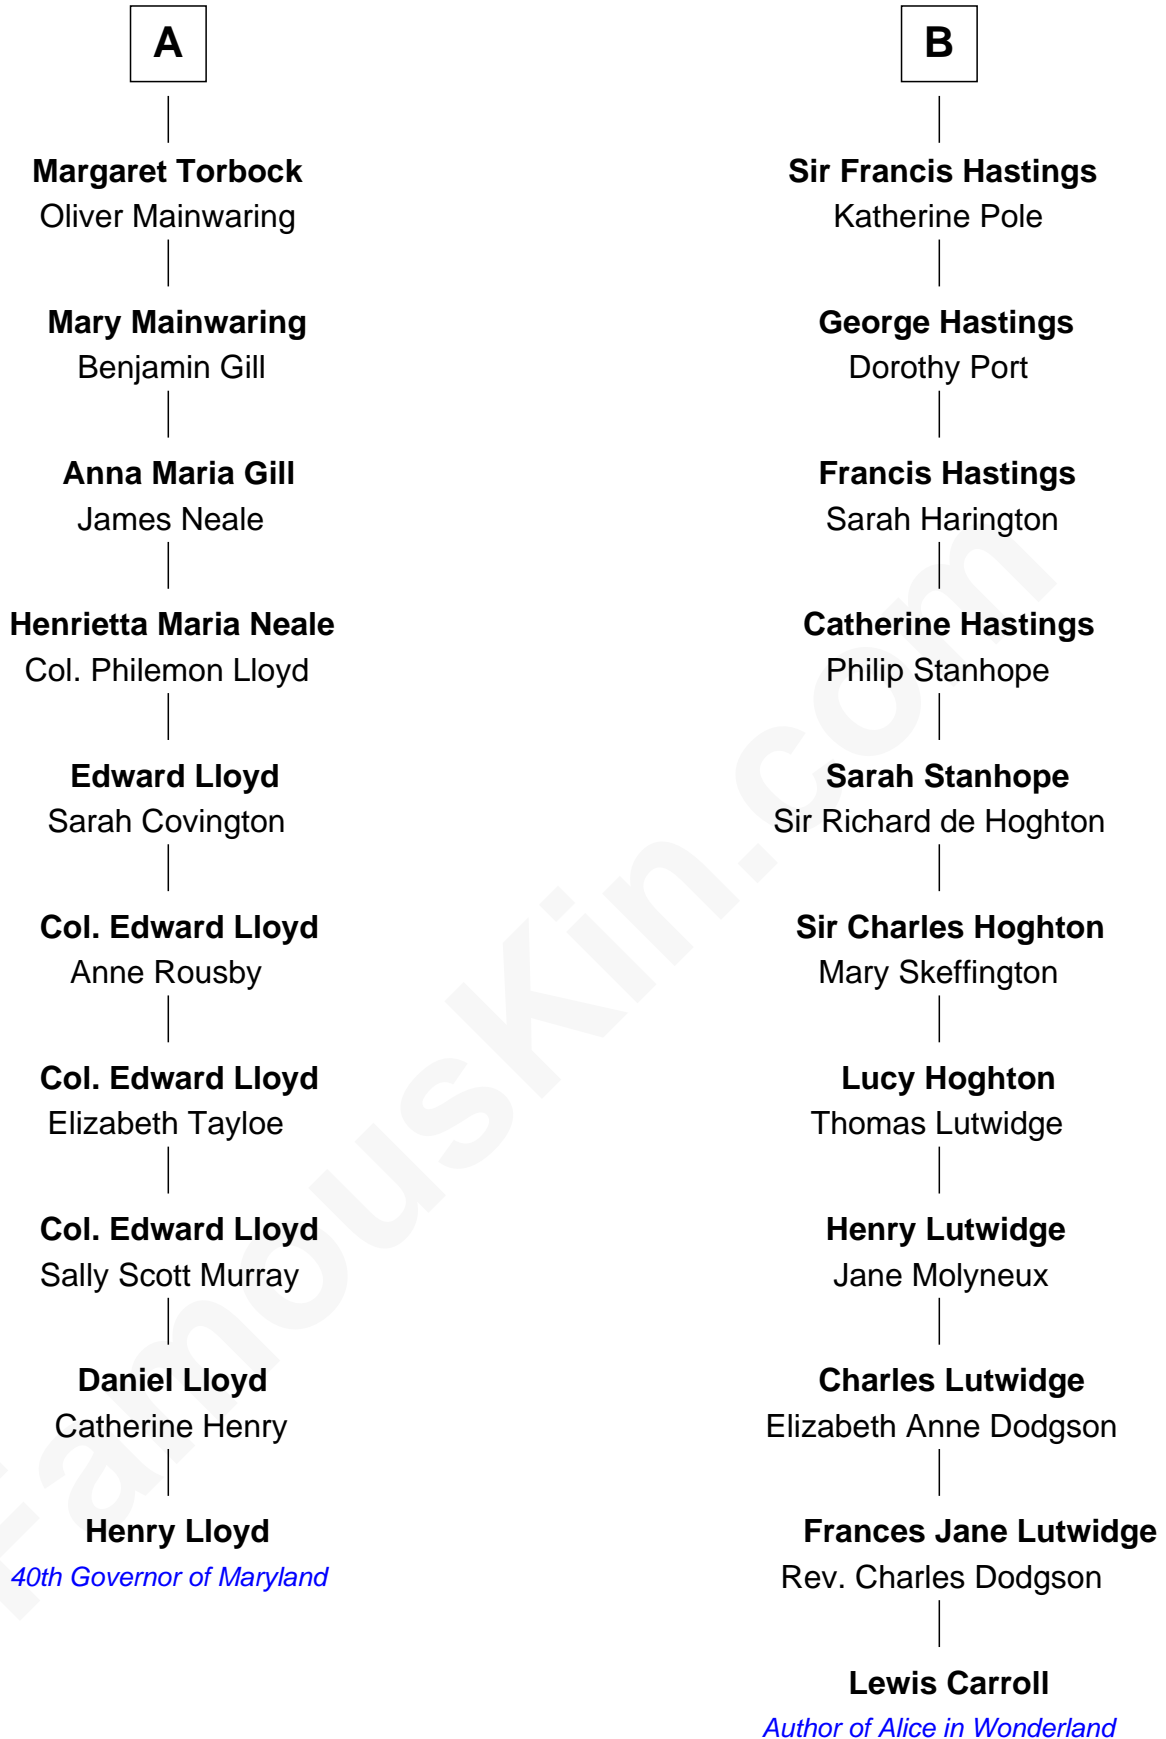 A
Margaret Torbock
Oliver Mainwaring
Mary Mainwaring
Benjamin Gill
Anna Maria Gill
James Neale
Henrietta Maria Neale
Col. Philemon Lloyd
Edward Lloyd
Sarah Covington
Col. Edward Lloyd
Anne Rousby
Col. Edward Lloyd
Elizabeth Tayloe
Col. Edward Lloyd
Sally Scott Murray
Daniel Lloyd
Catherine Henry
Henry Lloyd
40th Governor of Maryland
B
Sir Francis Hastings
Katherine Pole
George Hastings
Dorothy Port
Francis Hastings
Sarah Harington
Catherine Hastings
Philip Stanhope
Sarah Stanhope
Sir Richard de Hoghton
Sir Charles Hoghton
Mary Skeffington
Lucy Hoghton
Thomas Lutwidge
Henry Lutwidge
Jane Molyneux
Charles Lutwidge
Elizabeth Anne Dodgson
Frances Jane Lutwidge
Rev. Charles Dodgson
Lewis Carroll
Author of Alice in Wonderland
FamousKin.com